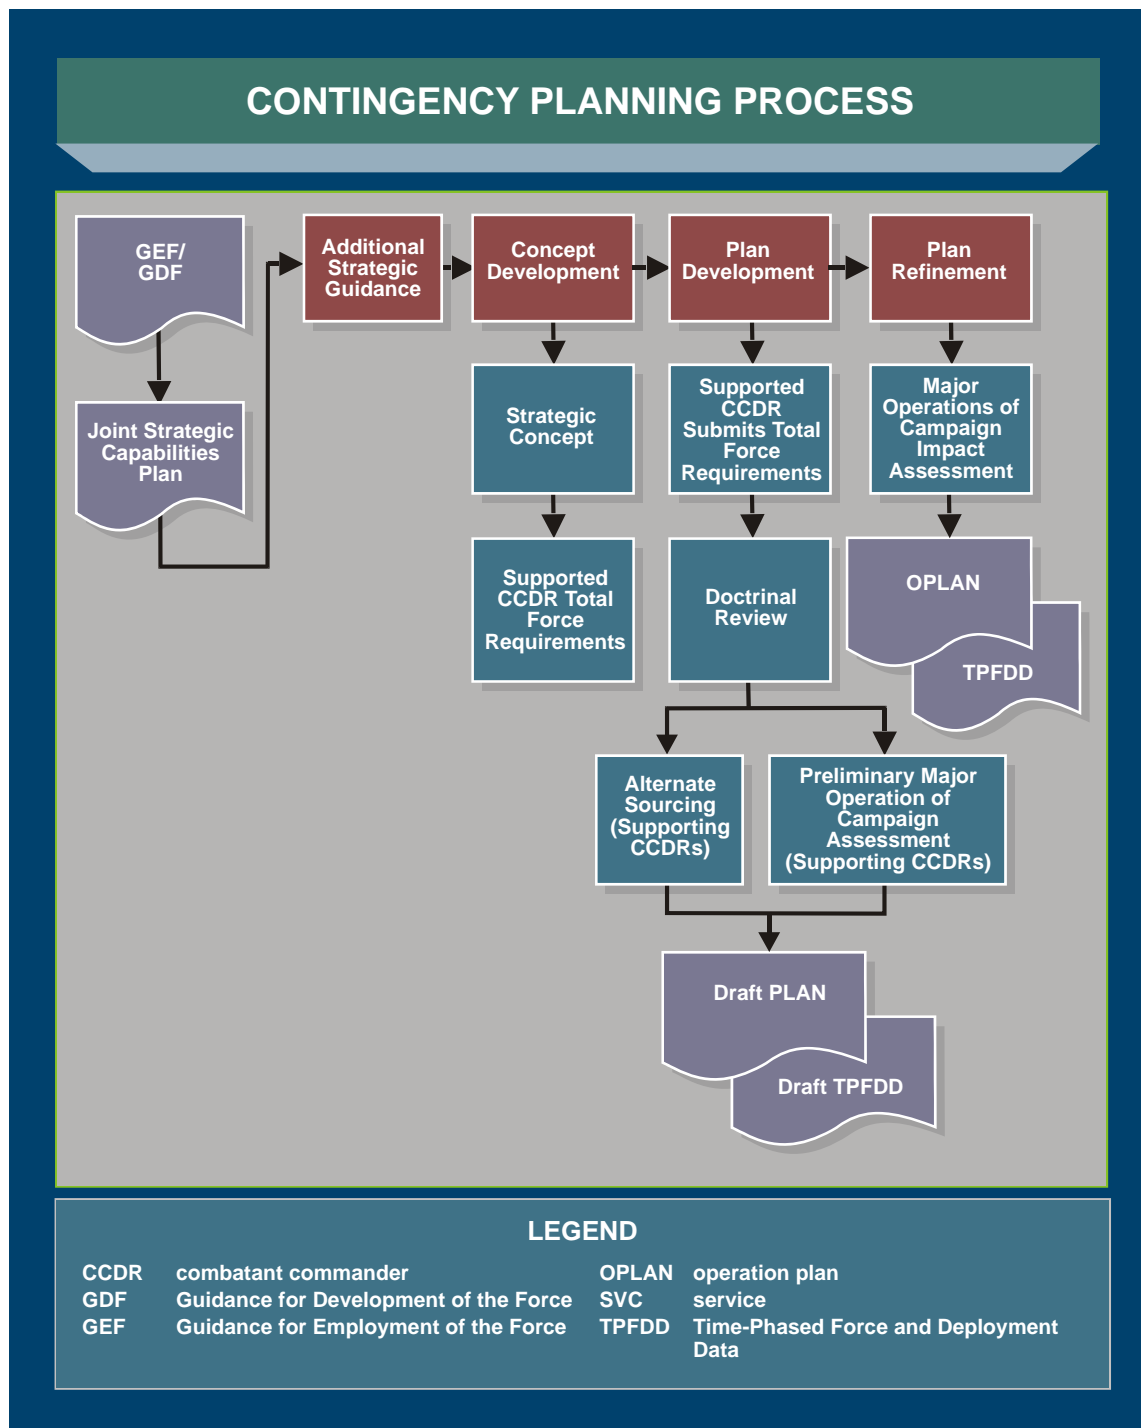 CONTINGENCY PLANNING PROCESS
GEF/
GDF
Joint Strategic
Capabilities
Plan
Additional
Strategic
Guidance
Concept
Development
Plan
Development
Plan
Refinement
Strategic
Concept
Supported
CCDR Total
Force
Requirements
Supported
CCDR
Submits Total
Force
Requirements
Doctrinal
Review
Alternate
Sourcing
(Supporting
CCDRs)
Preliminary Major
Operation of
Campaign
Assessment
(Supporting CCDRs)
Draft PLAN
Draft TPFDD
Major
Operations of
Campaign
Impact
Assessment
OPLAN
TPFDD
LEGEND
CCDR combatant commander
GDF Guidance for Development of the Force
GEF Guidance for Employment of the Force
OPLAN operation plan
SVC service
TPFDD Time-Phased Force and Deployment
Data